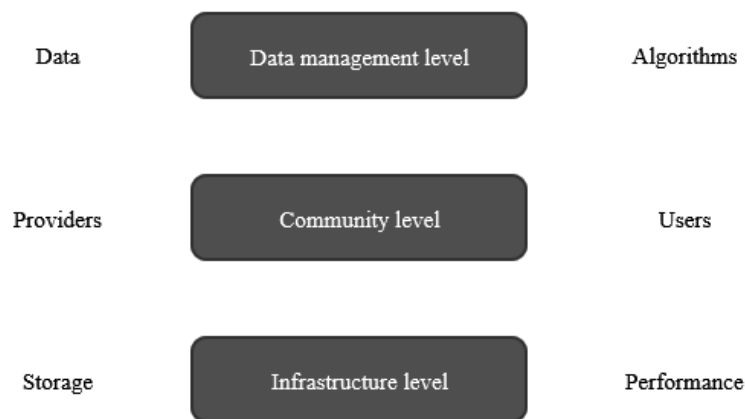 Data
Data management level
Algorithms
Providers
Community level
Users
Storage
Infrastructure level
Performance